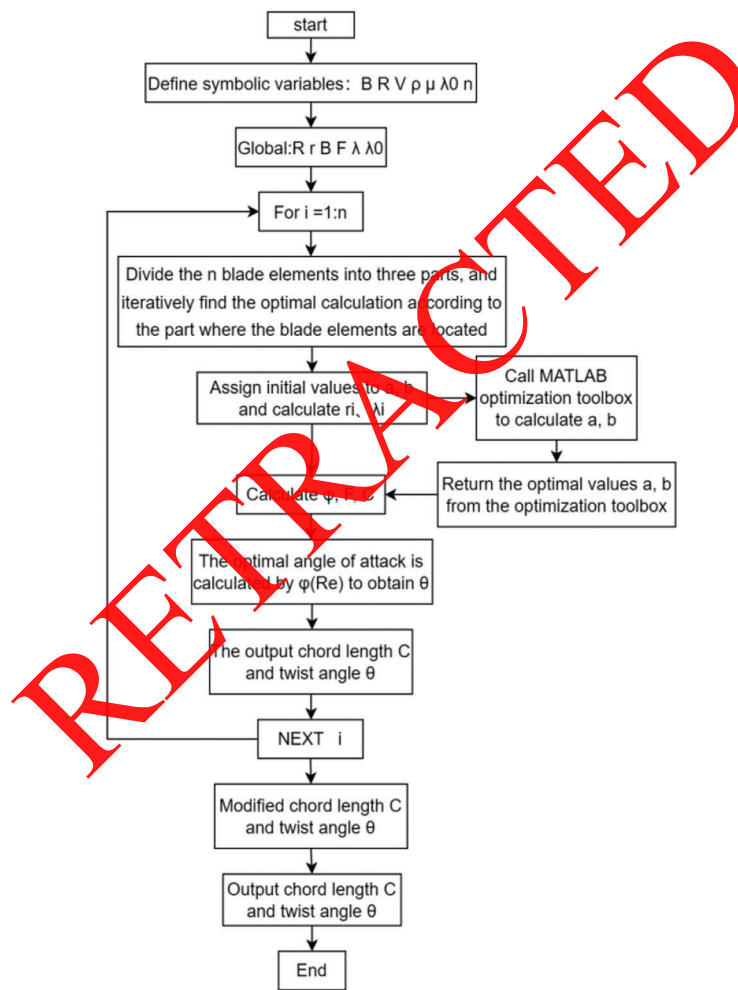 start
Define symbolic variables: B R V ρ μ λ0 n
Global:R r B F λ λ0
For i =1:n
Divide the n blade elements into three parts, and
iteratively find the optimal calculation according to
the part where the blade elements are located
Assign initial values to a, b
and calculate ri、λi
Call MATLAB
optimization toolbox
to calculate a, b
Return the optimal values a, b
from the optimization toolbox
Calculate φ, F, C
The optimal angle of attack is
calculated by φ(Re) to obtain θ
The output chord length C
and twist angle θ
NEXT i
Modified chord length C
and twist angle θ
Output chord length C
and twist angle θ
End
RETRACTED